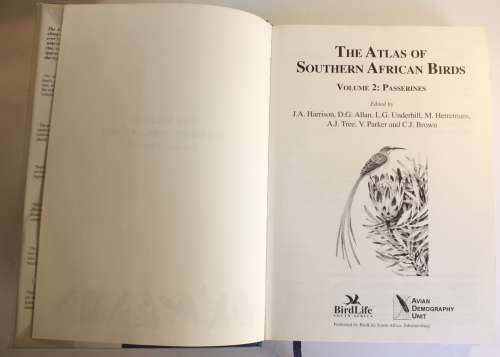 THE ATLAS OF
SOUTHERN AFRICAN BIRDS
VOLUME 2: PASSERINES
Edited by
J.A. Harrison, D.G. Allan, L.G. Underhill, M. Herremans,
A.J. Tree, V. Parker and C.J. Brown
BirdLife
SOUTH AFRICA
AVIAN
DEMOGRAPHY
UNIT
Published by BirdLife South Africa, Johannesburg